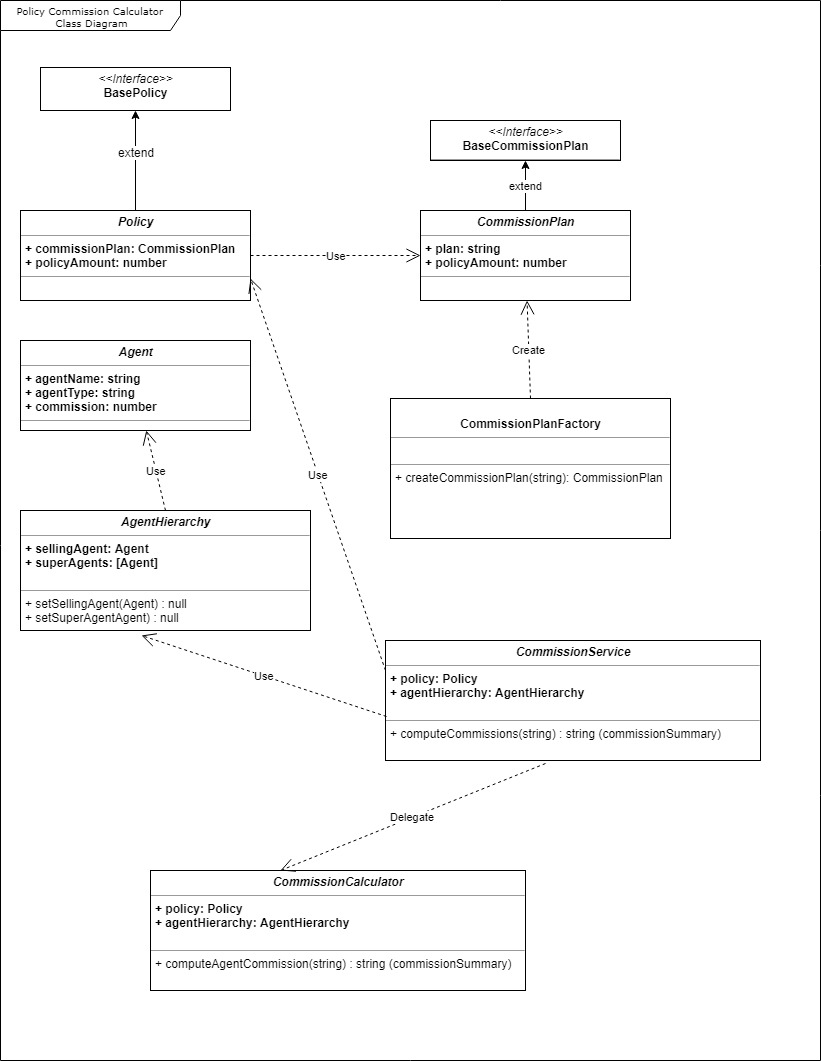 Policy Commission Calculator
Class Diagram
<<Interface>>
BasePolicy
extend
<<Interface>>
BaseCommissionPlan
extend
Policy
+ commissionPlan: CommissionPlan
+ policyAmount: number
Use
CommissionPlan
+ plan: string
+ policyAmount: number
Agent
+ agentName: string
+ agentType: string
+ commission: number
Create
CommissionPlanFactory
+ createCommissionPlan(string): CommissionPlan
Use
Use
AgentHierarchy
+ sellingAgent: Agent
+ superAgents: [Agent]
+ setSellingAgent(Agent) : null
+ setSuperAgentAgent) : null
Use
CommissionService
+ policy: Policy
+ agentHierarchy: AgentHierarchy
+ computeCommissions(string) : string (commissionSummary)
Delegate
CommissionCalculator
+ policy: Policy
+ agentHierarchy: AgentHierarchy
+ computeAgentCommission(string) : string (commissionSummary)